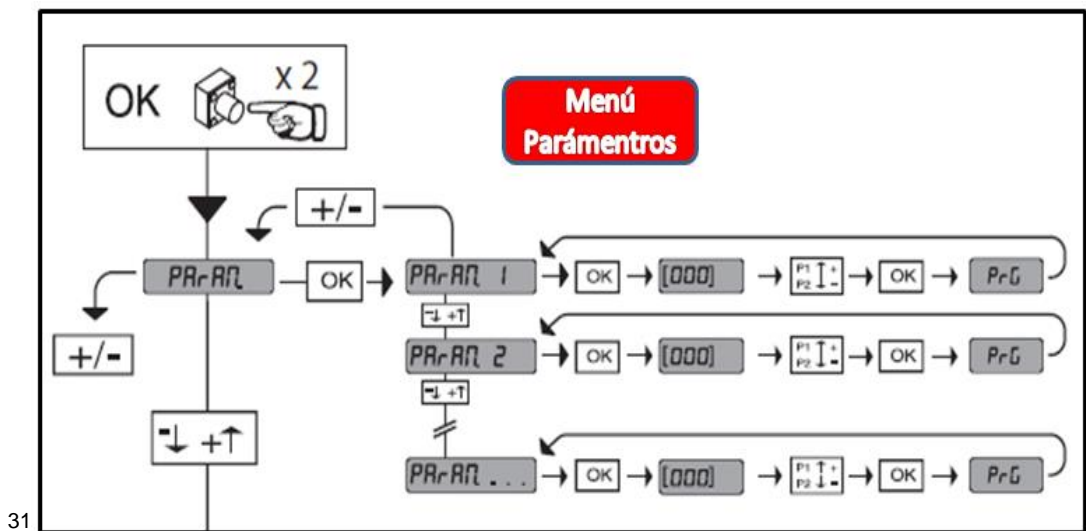 OK x 2
Menú
Parámentros
+/-
PArAM OK PArAM 1 OK [000] P1 ↑ + P2 ↓ - OK PrG
+/-
-↓ +↑
PArAM 2 OK [000] P1 ↑ + P2 ↓ - OK PrG
-↓ +↑
-↓ +↑
PArAM ... OK [000] P1 ↑ + P2 ↓ - OK PrG
31